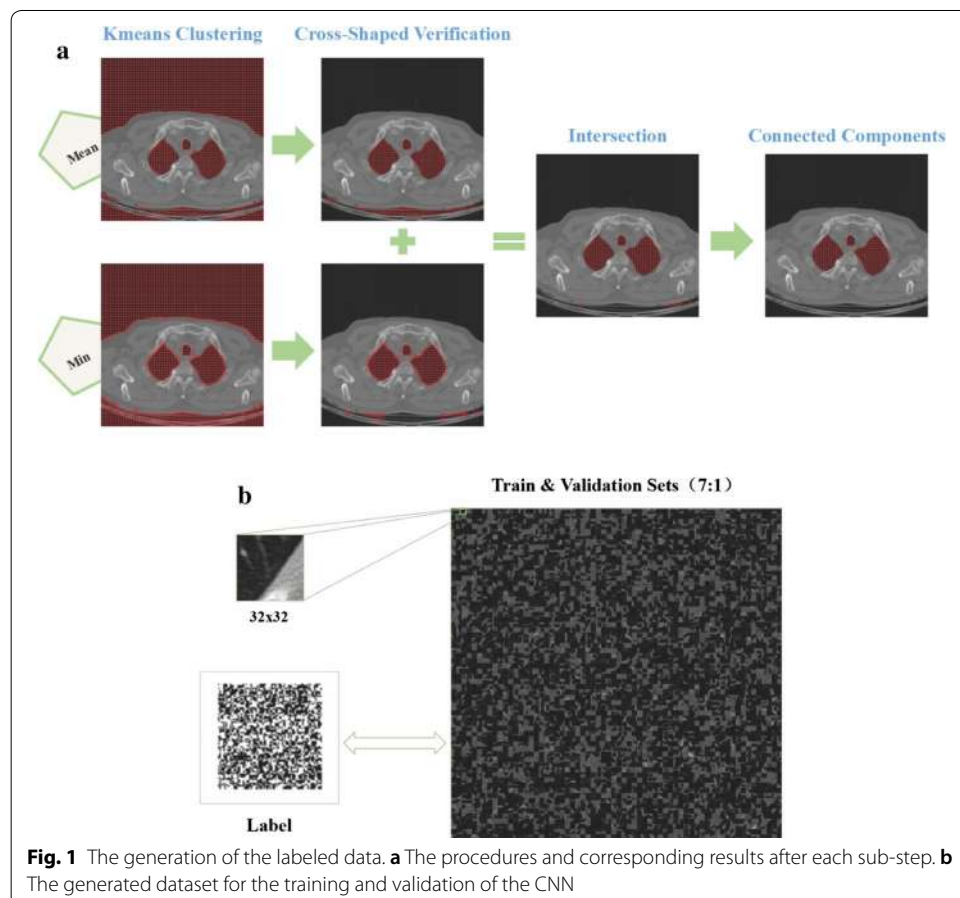 Kmeans Clustering
Cross-Shaped Verification
a
Mean
Intersection
Connected Components
Min
b
Train & Validation Sets（7:1）
32x32
Label
Fig. 1 The generation of the labeled data. a The procedures and corresponding results after each sub-step. b
The generated dataset for the training and validation of the CNN